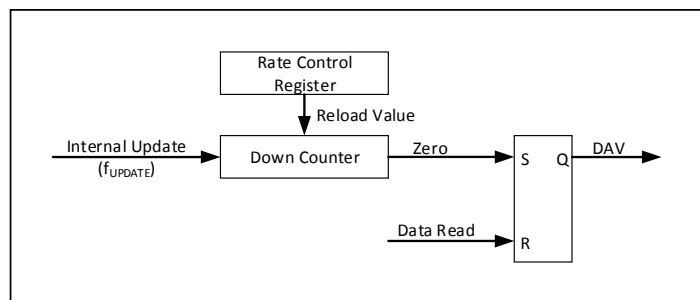 Rate Control
Register
Reload Value
Internal Update
(fUPDATE)
Down Counter
Zero
S
Q
DAV
Data Read
R